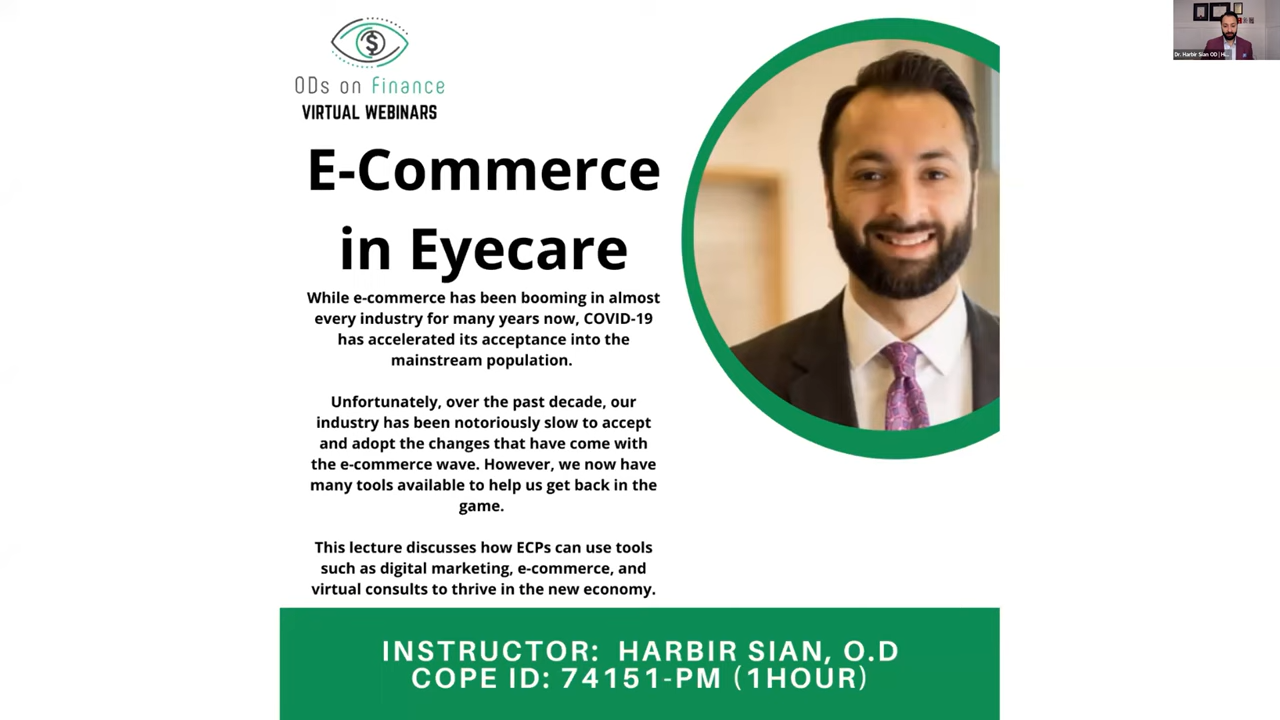 ODs on Finance
VIRTUAL WEBINARS
E-Commerce
in Eyecare
While e-commerce has been booming in almost
every industry for many years now, COVID-19
has accelerated its acceptance into the
mainstream population.
Unfortunately, over the past decade, our
industry has been notoriously slow to accept
and adopt the changes that have come with
the e-commerce wave. However, we now have
many tools available to help us get back in the
game.
This lecture discusses how ECPs can use tools
such as digital marketing, e-commerce, and
virtual consults to thrive in the new economy.
INSTRUCTOR: HARBIR SIAN, O.D
COPE ID: 74151-PM (1HOUR)
Dr. Harbir Sian OD